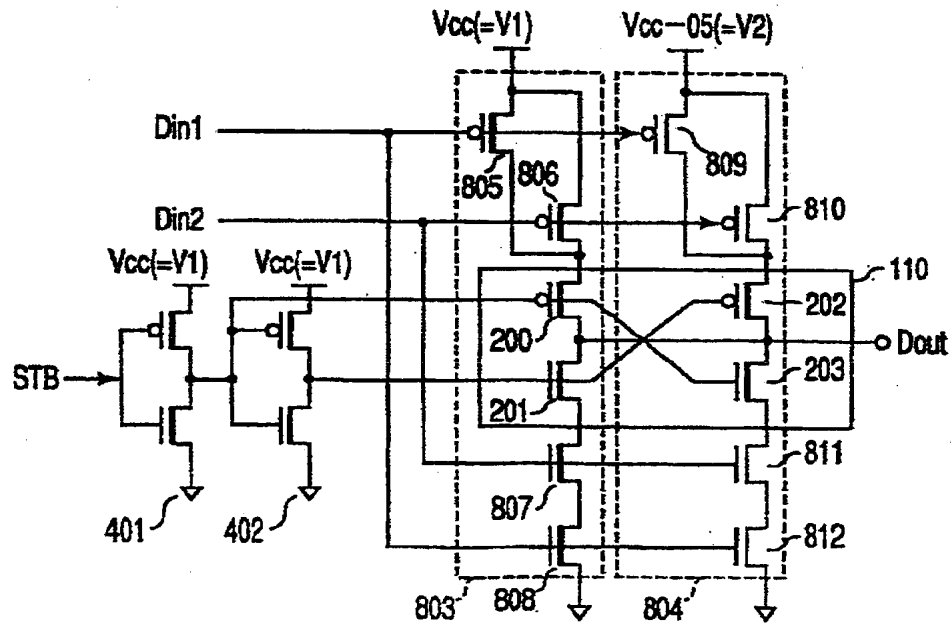 Vcc(=V1)
Vcc-05(=V2)
Din1
805
806
809
Din2
810
Vcc(=V1)
Vcc(=V1)
110
200
202
Dout
STB
201
203
811
401
402
807
812
803
808
804